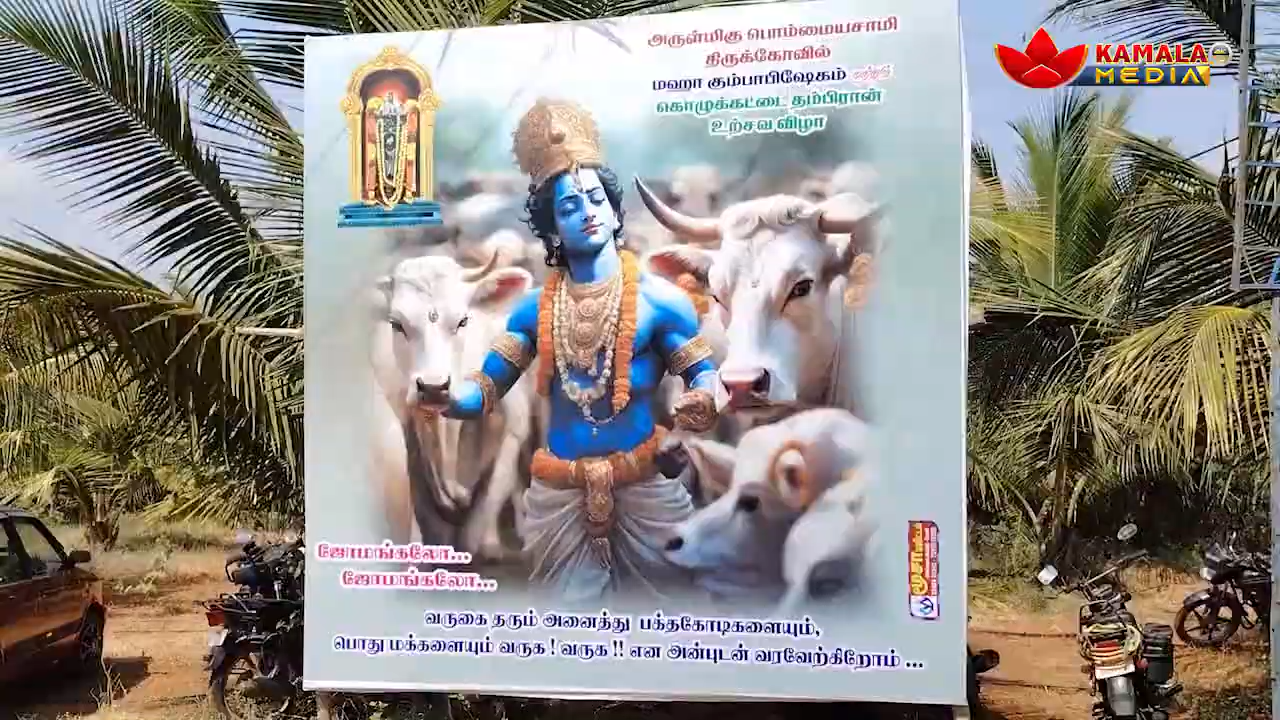 அருள்மிகு பொம்மையசாமி
திருக்கோவில்
மஹா கும்பாபிஷேகம் மற்றும்
கொழுக்கட்டை தம்பிரான்
உற்சவ விழா
KAMALA
MEDIA
ஜோமங்கலோ...
ஜோமங்கலோ...
வருகை தரும் அனைத்து பக்தகோடிகளையும்,
பொது மக்களையும் வருக ! வருக !! என அன்புடன் வரவேற்கிறோம் ...